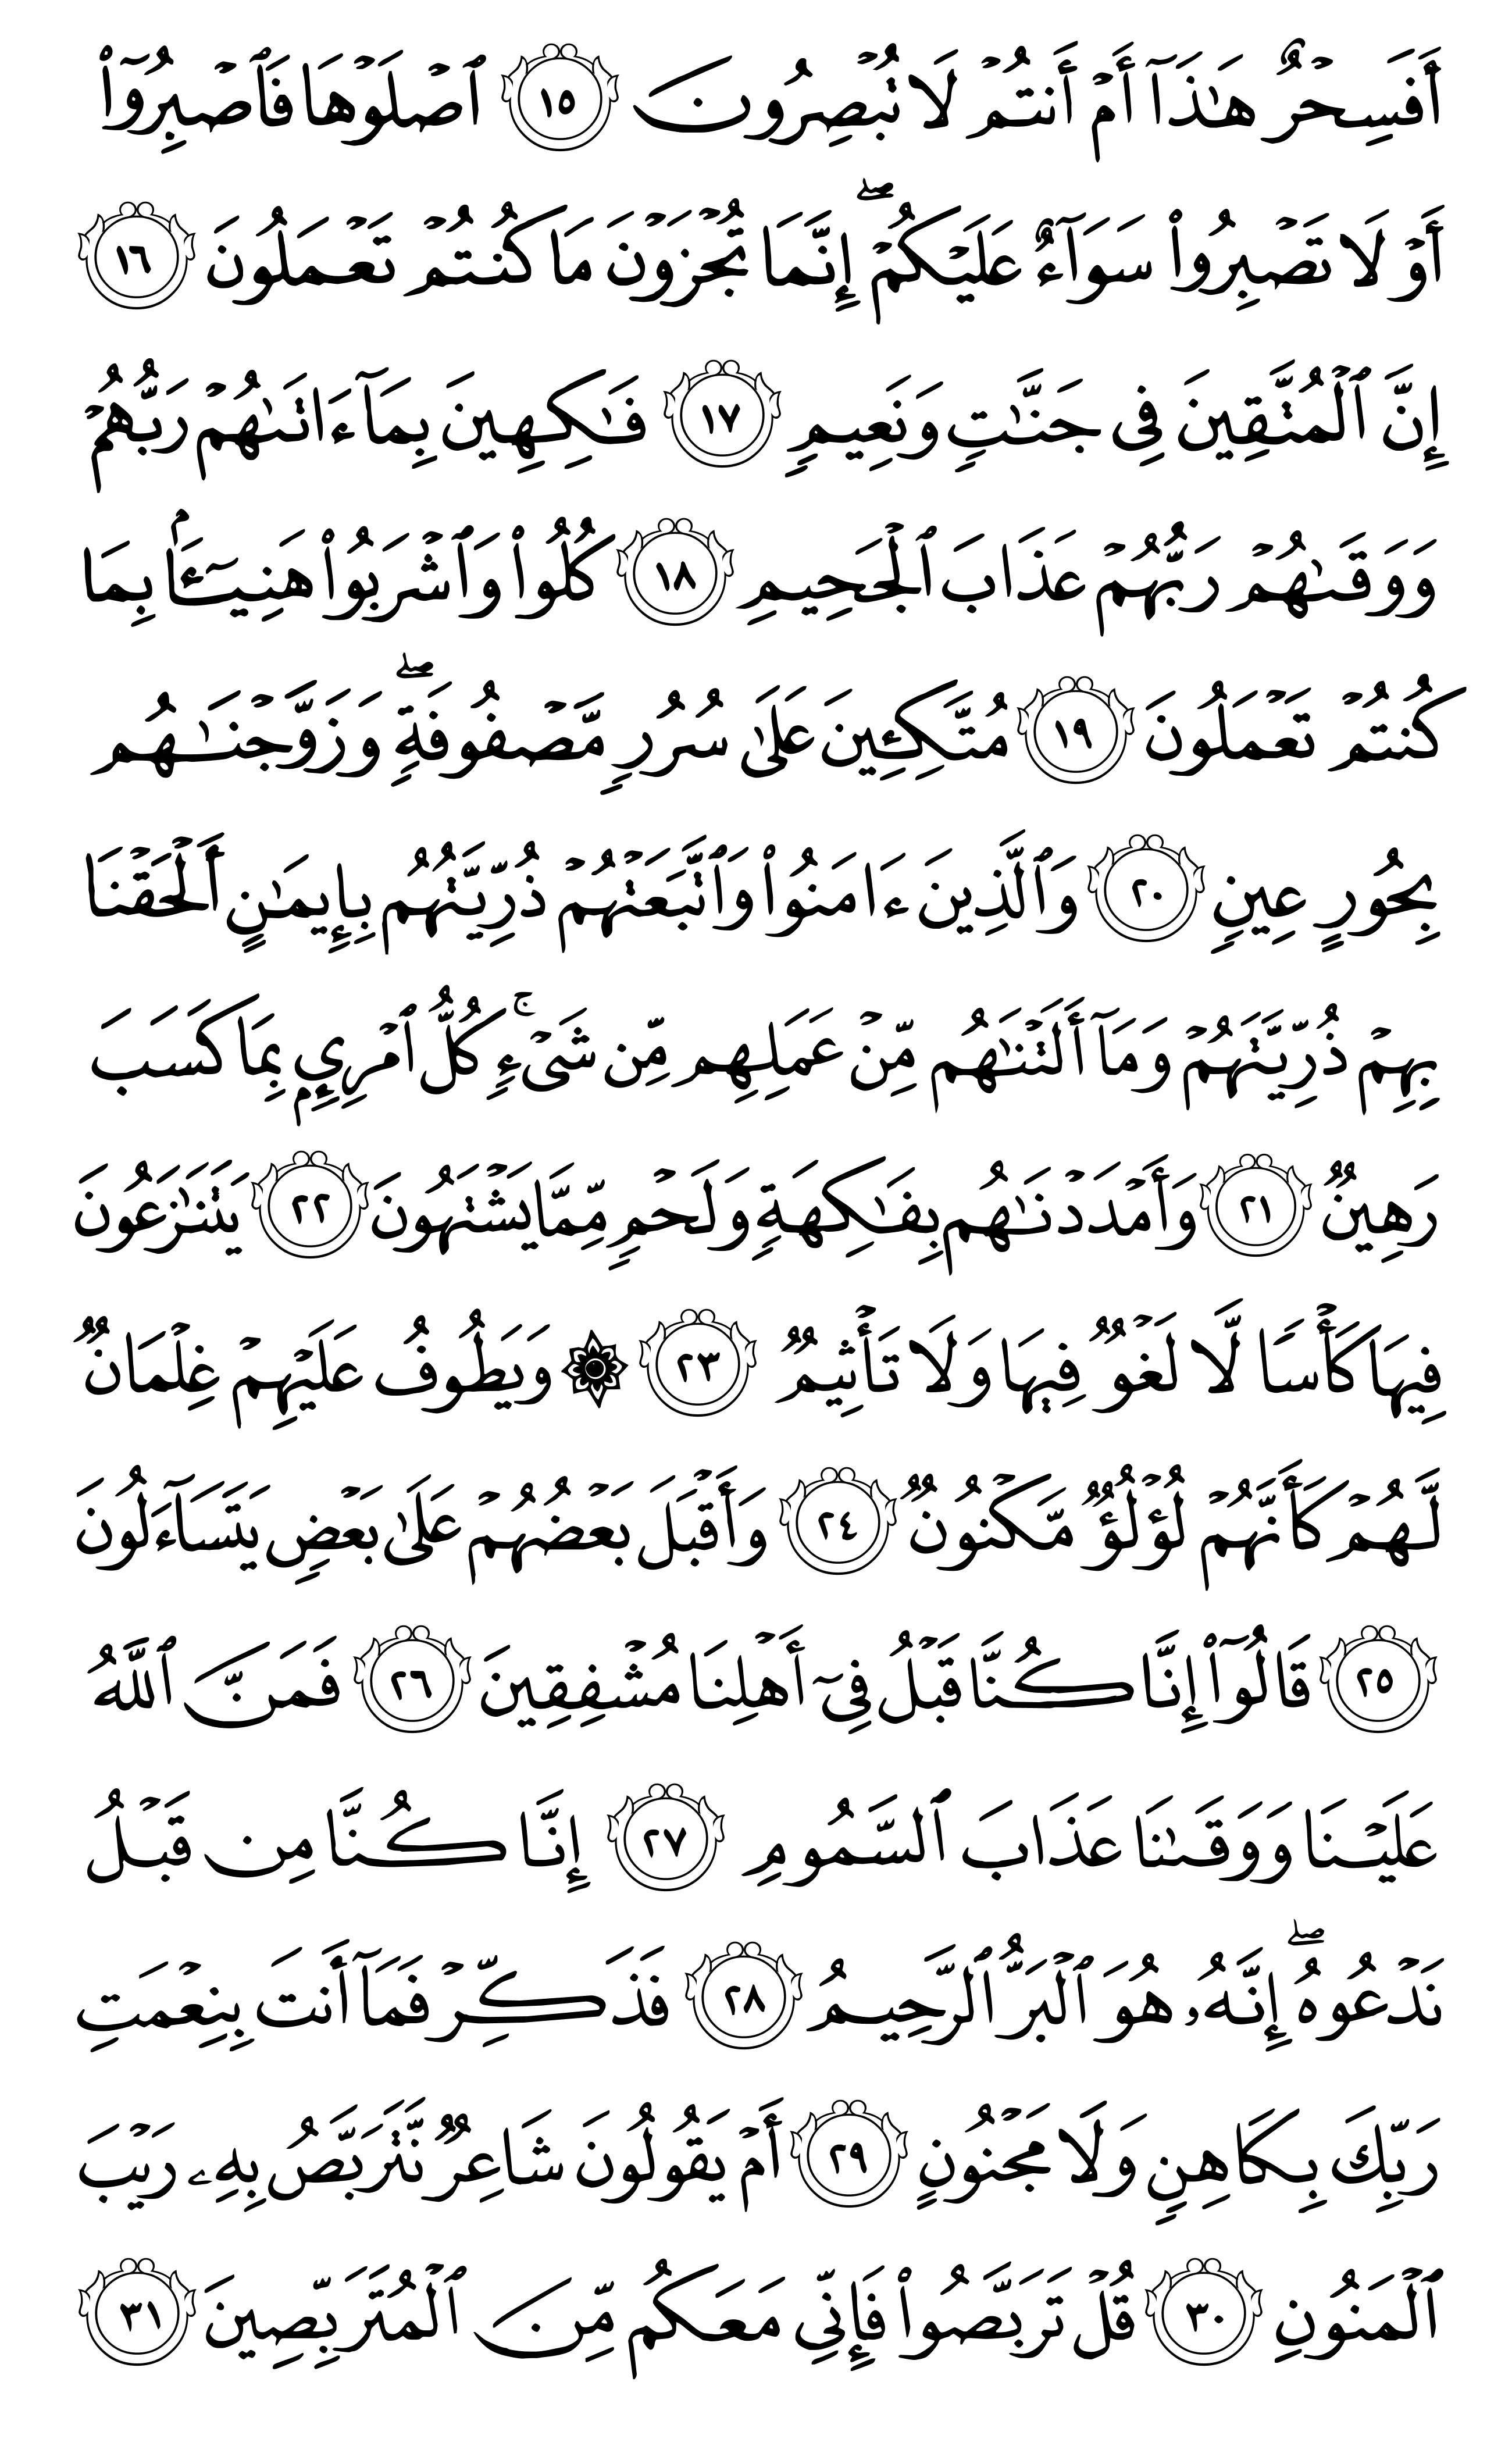 أَفَسِحۡرٌ هَٰذَآ أَمۡ أَنتُمۡ لَا تُبۡصِرُونَ ١٥ ٱصۡلَوۡهَا فَٱصۡبِرُوٓاْ
أَوۡ لَا تَصۡبِرُواْ سَوَآءٌ عَلَيۡكُمۡۖ إِنَّمَا تُجۡزَوۡنَ مَا كُنتُمۡ تَعۡمَلُونَ ١٦
إِنَّ ٱلۡمُتَّقِينَ فِي جَنَّٰتٖ وَنَعِيمٖ ١٧ فَٰكِهِينَ بِمَآ ءَاتَىٰهُمۡ رَبُّهُمۡ
وَوَقَىٰهُمۡ رَبُّهُمۡ عَذَابَ ٱلۡجَحِيمِ ١٨ كُلُواْ وَٱشۡرَبُواْ هَنِيٓـَٔۢا بِمَا
كُنتُمۡ تَعۡمَلُونَ ١٩ مُتَّكِـِٔينَ عَلَىٰ سُرُرٖ مَّصۡفُوفَةٖۖ وَزَوَّجۡنَٰهُم
بِحُورٍ عِينٖ ٢٠ وَٱلَّذِينَ ءَامَنُواْ وَٱتَّبَعَتۡهُمۡ ذُرِّيَّتُهُم بِإِيمَٰنٍ أَلۡحَقۡنَا
بِهِمۡ ذُرِّيَّتَهُمۡ وَمَآ أَلَتۡنَٰهُم مِّنۡ عَمَلِهِم مِّن شَيۡءٖۚ كُلُّ ٱمۡرِيِٕۭ بِمَا كَسَبَ
رَهِينٞ ٢١ وَأَمۡدَدۡنَٰهُم بِفَٰكِهَةٖ وَلَحۡمٖ مِّمَّا يَشۡتَهُونَ ٢٢ يَتَنَٰزَعُونَ
فِيهَا كَأۡسٗا لَّا لَغۡوٞ فِيهَا وَلَا تَأۡثِيمٞ ٢٣ ۞ وَيَطُوفُ عَلَيۡهِمۡ غِلۡمَانٞ
لَّهُمۡ كَأَنَّهُمۡ لُؤۡلُؤٞ مَّكۡنُونٞ ٢٤ وَأَقۡبَلَ بَعۡضُهُمۡ عَلَىٰ بَعۡضٖ يَتَسَآءَلُونَ
٢٥ قَالُوٓاْ إِنَّا كُنَّا قَبۡلُ فِيٓ أَهۡلِنَا مُشۡفِقِينَ ٢٦ فَمَنَّ ٱللَّهُ
عَلَيۡنَا وَوَقَىٰنَا عَذَابَ ٱلسَّمُومِ ٢٧ إِنَّا كُنَّا مِن قَبۡلُ
نَدۡعُوهُۖ إِنَّهُۥ هُوَ ٱلۡبَرُّ ٱلرَّحِيمُ ٢٨ فَذَكِّرۡ فَمَآ أَنتَ بِنِعۡمَتِ
رَبِّكَ بِكَاهِنٖ وَلَا مَجۡنُونٍ ٢٩ أَمۡ يَقُولُونَ شَاعِرٞ نَّتَرَبَّصُ بِهِۦ رَيۡبَ
ٱلۡمَنُونِ ٣٠ قُلۡ تَرَبَّصُواْ فَإِنِّي مَعَكُم مِّنَ ٱلۡمُتَرَبِّصِينَ ٣١